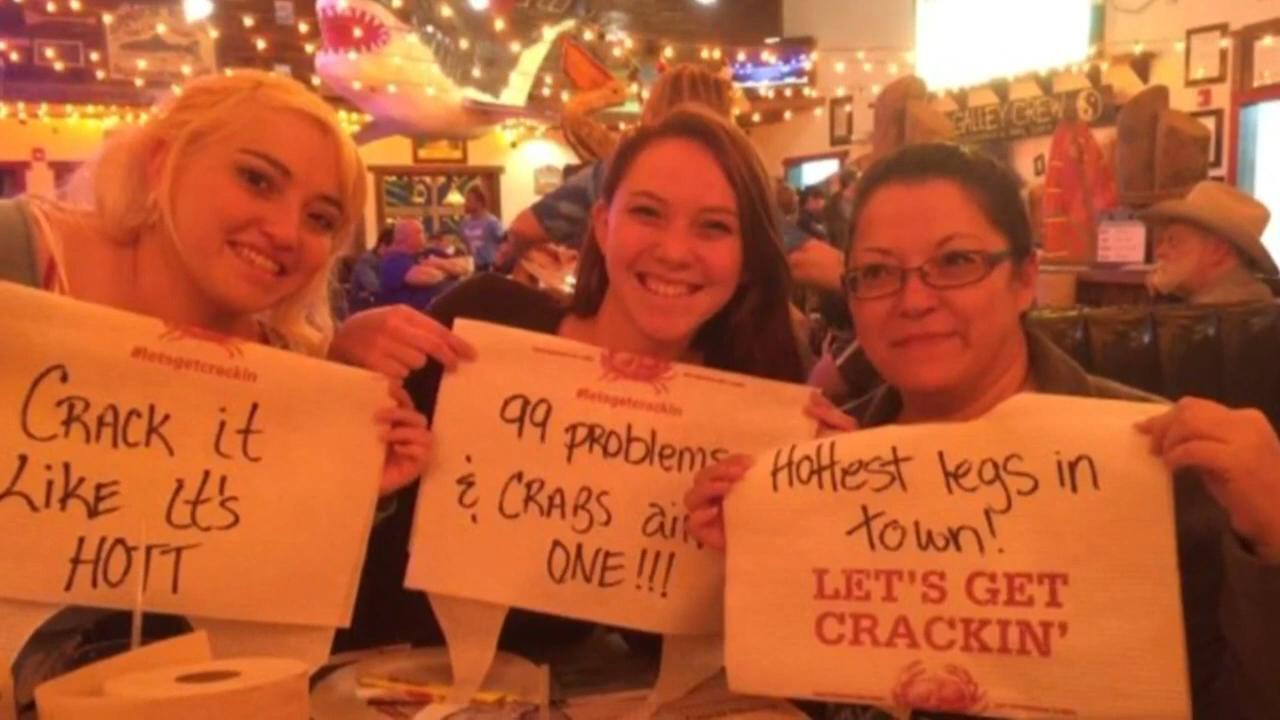 GALLEY CREW
#letsgetcrackin
CRACK it
Like it's
HOTT
#letsgetcrackin
99 problems
& CRABS
ONE!!!
Hottest legs in
town!
LET'S GET
CRACKIN'